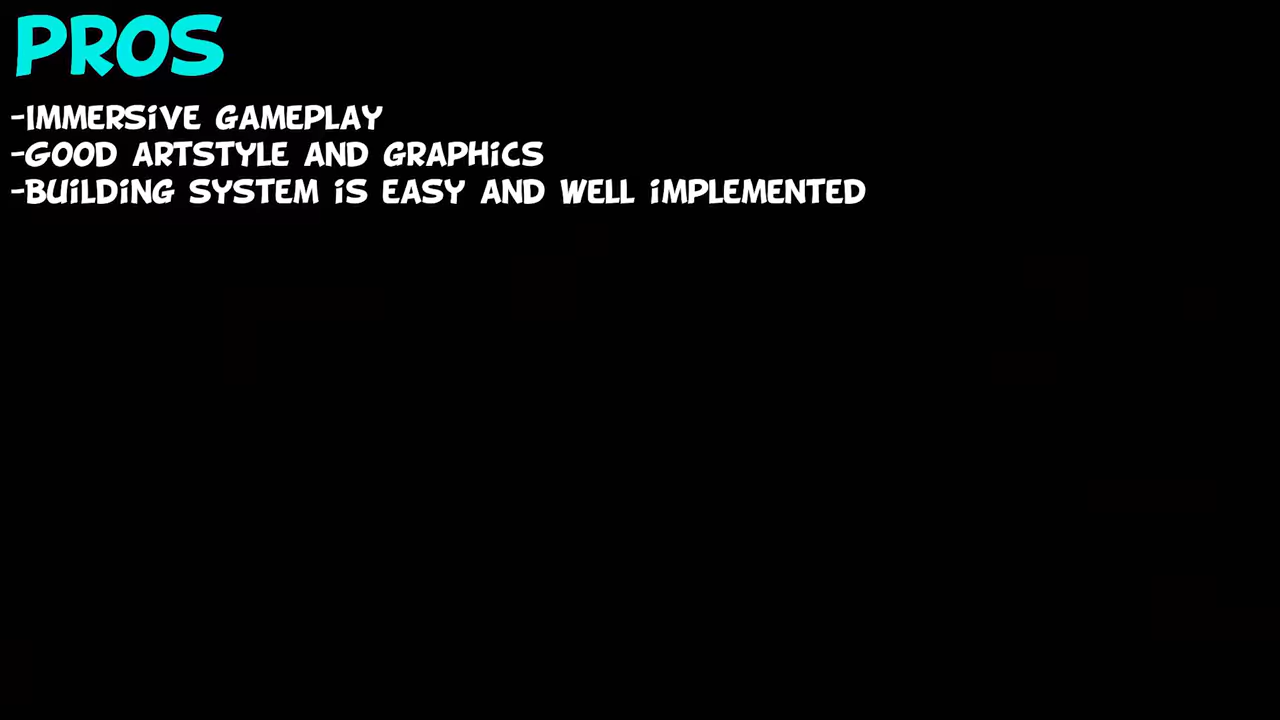 PROS
-IMMERSiVE GAMEPLAY
-GOOD ARTSTYLE AND GRAPHiCS
-BUiLDiNG SYSTEM iS EASY AND WELL iMPLEMENTED